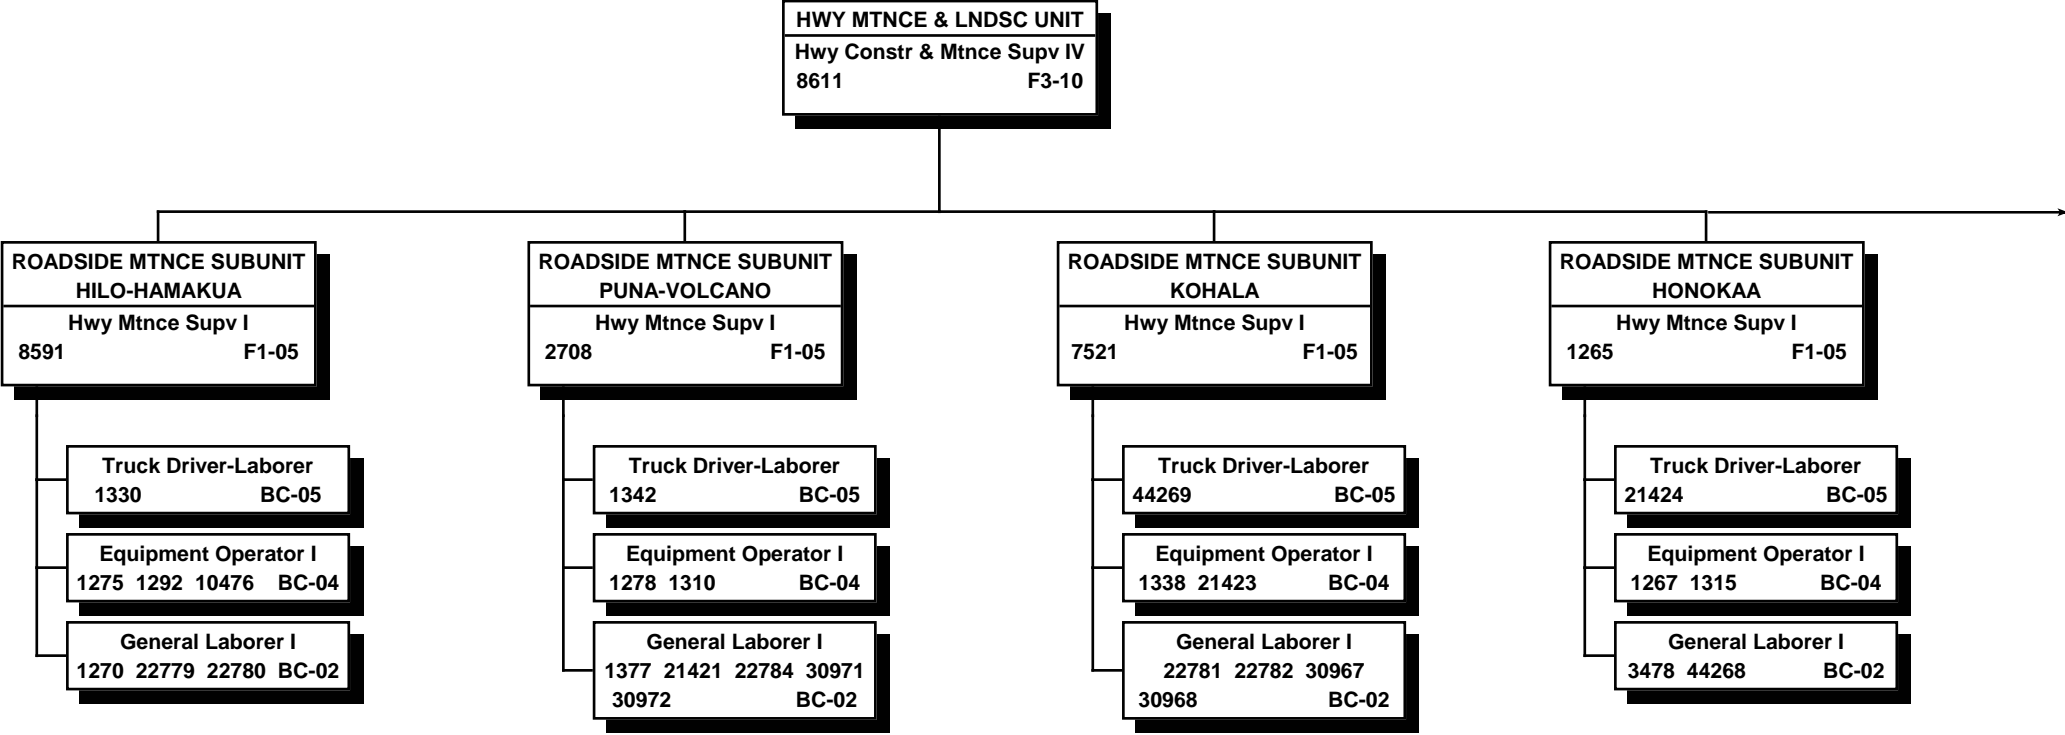 HWY MTNCE & LNDSC UNIT
Hwy Constr & Mtnce Supv IV
8611 F3-10
ROADSIDE MTNCE SUBUNIT
HILO-HAMAKUA
Hwy Mtnce Supv I
8591 F1-05
Truck Driver-Laborer
1330 BC-05
Equipment Operator I
1275 1292 10476 BC-04
General Laborer I
1270 22779 22780 BC-02
ROADSIDE MTNCE SUBUNIT
PUNA-VOLCANO
Hwy Mtnce Supv I
2708 F1-05
Truck Driver-Laborer
1342 BC-05
Equipment Operator I
1278 1310 BC-04
General Laborer I
1377 21421 22784 30971
30972 BC-02
ROADSIDE MTNCE SUBUNIT
KOHALA
Hwy Mtnce Supv I
7521 F1-05
Truck Driver-Laborer
44269 BC-05
Equipment Operator I
1338 21423 BC-04
General Laborer I
22781 22782 30967
30968 BC-02
ROADSIDE MTNCE SUBUNIT
HONOKAA
Hwy Mtnce Supv I
1265 F1-05
Truck Driver-Laborer
21424 BC-05
Equipment Operator I
1267 1315 BC-04
General Laborer I
3478 44268 BC-02